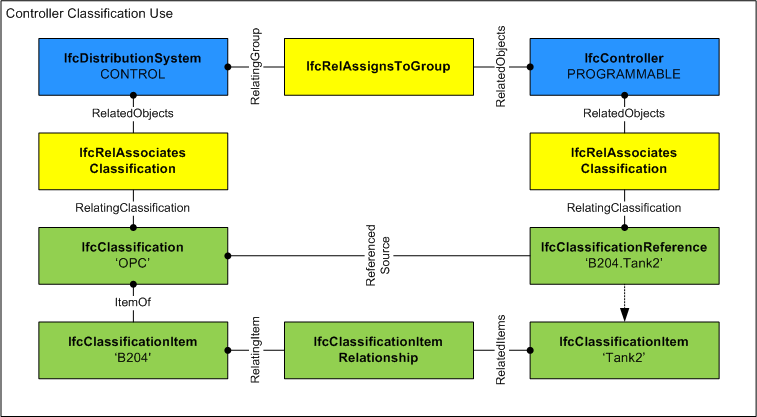 Controller Classification Use
IfcDistributionSystem
CONTROL
RelatingGroup
IfcRelAssignsToGroup
RelatedObjects
IfcController
PROGRAMMABLE
RelatedObjects
RelatedObjects
IfcRelAssociates
Classification
IfcRelAssociates
Classification
RelatingClassification
RelatingClassification
IfcClassification
'OPC'
Referenced
Source
IfcClassificationReference
'B204.Tank2'
ItemOf
IfcClassificationItem
'B204'
RelatingItem
IfcClassificationItem
Relationship
RelatedItems
IfcClassificationItem
'Tank2'